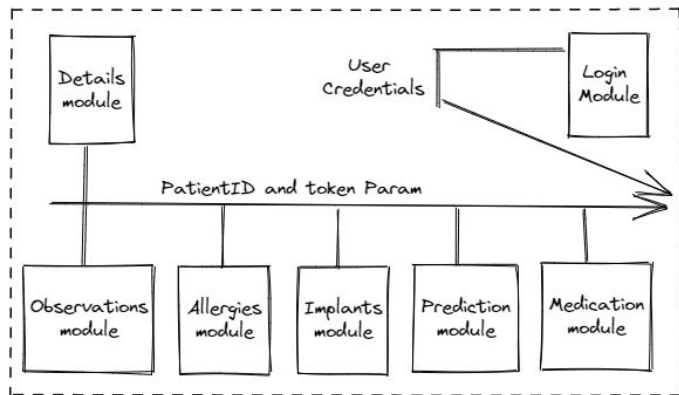 Details
module
User
Credentials
Login
Module
PatientID and token Param
Observations
module
Allergies
module
Implants
module
Prediction
module
Medication
module